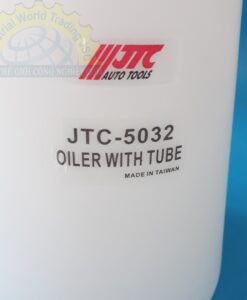 JTC
AUTO TOOLS
JTC-5032
OILER WITH TUBE
MADE IN TAIWAN